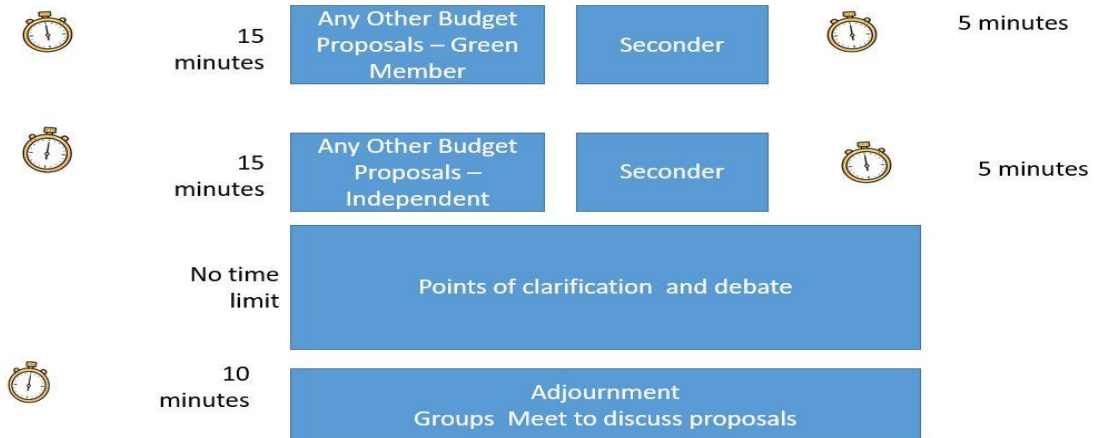 15
minutes
Any Other Budget
Proposals – Green
Member
Seconder
5 minutes
15
minutes
Any Other Budget
Proposals –
Independent
Seconder
5 minutes
No time
limit
Points of clarification and debate
10
minutes
Adjournment
Groups Meet to discuss proposals